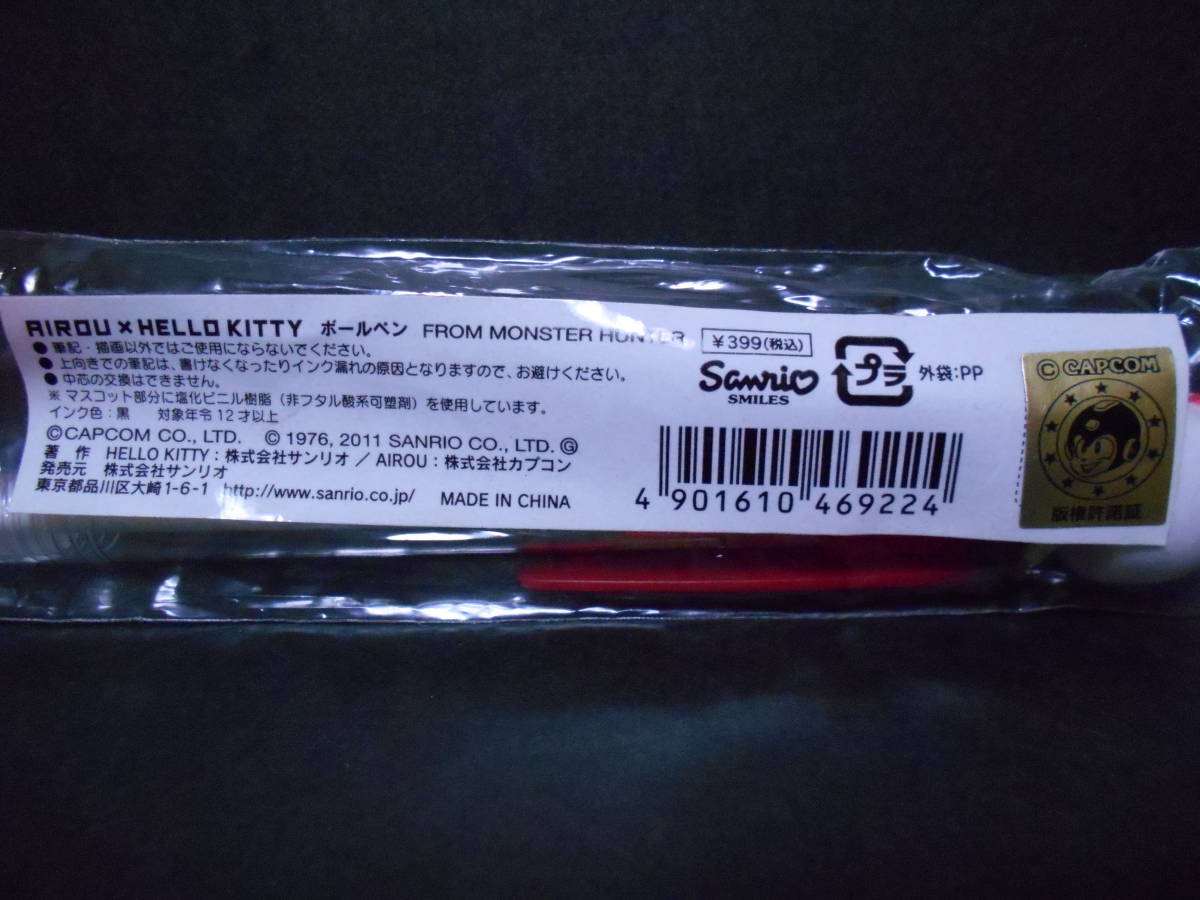 AIROU×HELLO KITTY ボールペン FROM MONSTER HUNTER ¥399(税込)
● 筆記・描画以外ではご使用にならないでください。
● 上向きでの筆記は、書けなくなったりインク漏れの原因となりますので、お避けください。
● 中芯の交換はできません。
※ マスコット部分に塩化ビニル樹脂（非フタル酸系可塑剤）を使用しています。
インク色：黒 対象年令12才以上
©CAPCOM CO., LTD. © 1976, 2011 SANRIO CO., LTD. Ⓖ
著 作 HELLO KITTY：株式会社サンリオ / AIROU：株式会社カプコン
発売元 株式会社サンリオ
東京都品川区大崎1-6-1 http://www.sanrio.co.jp/ MADE IN CHINA
Sanrio
SMILES
プラ
外袋:PP
4 901610 469224
© CAPCOM
版権許諾証